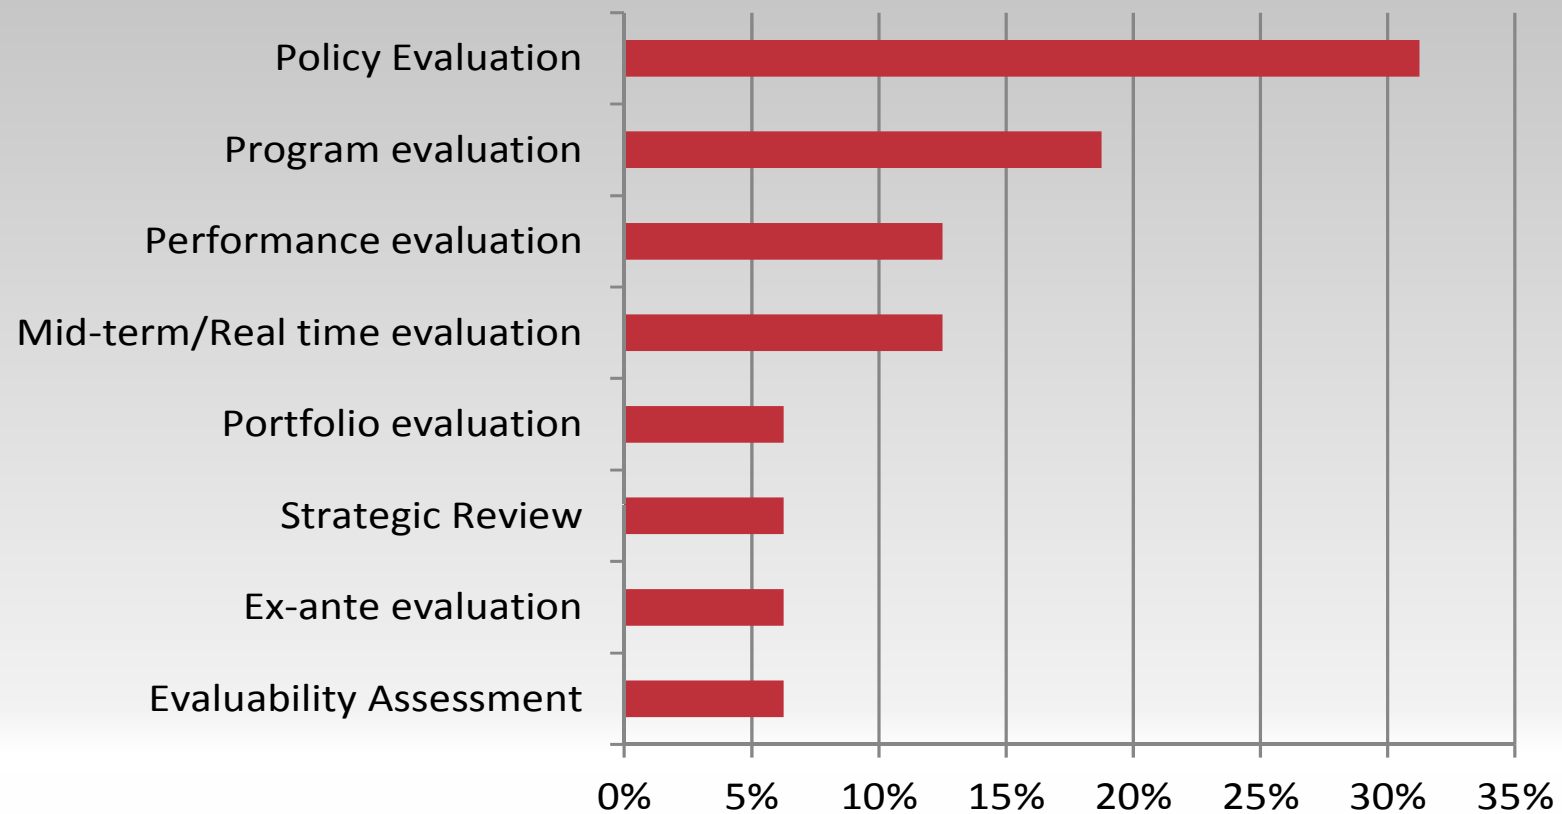 Policy Evaluation
Program evaluation
Performance evaluation
Mid-term/Real time evaluation
Portfolio evaluation
Strategic Review
Ex-ante evaluation
Evaluability Assessment
0% 5% 10% 15% 20% 25% 30% 35%